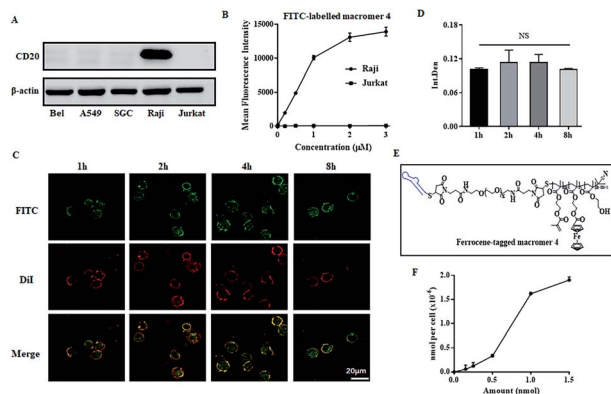 A
CD20
β-actin
Bel A549 SGC Raji Jurkat
B
FITC-labelled macromer 4
Mean Fluorescence Intensity
15000
10000
5000
0
0 1 2 3
Concentration (μM)
Raji
Jurkat
D
NS
Int.Den
0.18
0.12
0.06
0.00
1h 2h 4h 8h
C
1h 2h 4h 8h
FITC
DiI
Merge
20μm
E
Ferrocene-tagged macromer 4
F
nmol per cell (x10⁻⁶)
2.0
1.5
1.0
0.5
0.0
0.0 0.5 1.0 1.5
Amount (nmol)